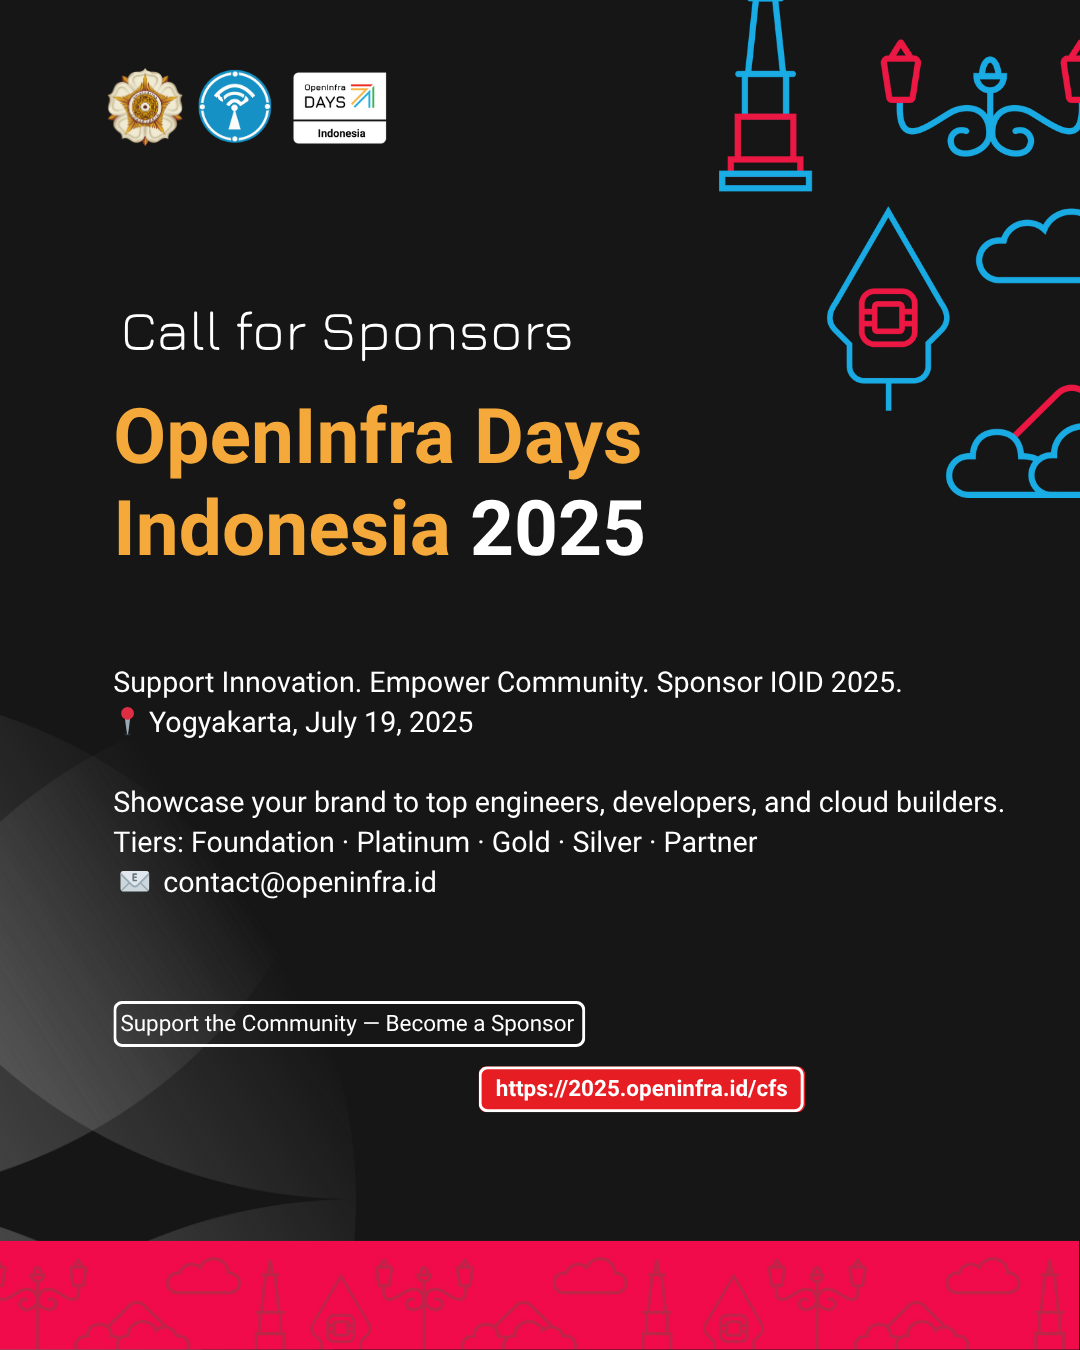 OpenInfra
DAYS
Indonesia
Call for Sponsors
OpenInfra Days
Indonesia 2025
Support Innovation. Empower Community. Sponsor IOID 2025.
📍 Yogyakarta, July 19, 2025
Showcase your brand to top engineers, developers, and cloud builders.
Tiers: Foundation · Platinum · Gold · Silver · Partner
📧 contact@openinfra.id
Support the Community — Become a Sponsor
https://2025.openinfra.id/cfs